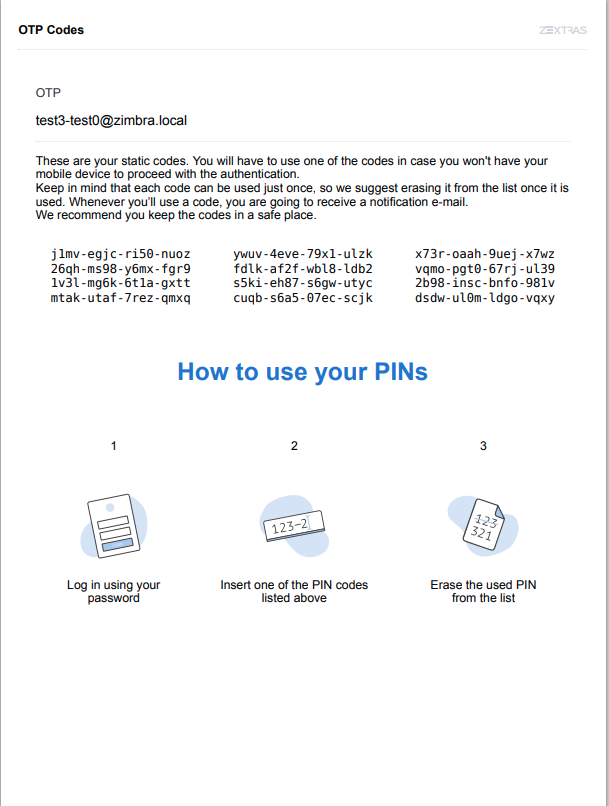 OTP Codes
ZEXTRAS
OTP
test3-test0@zimbra.local
These are your static codes. You will have to use one of the codes in case you won't have your
mobile device to proceed with the authentication.
Keep in mind that each code can be used just once, so we suggest erasing it from the list once it is
used. Whenever you'll use a code, you are going to receive a notification e-mail.
We recommend you keep the codes in a safe place.
j1mv-egjc-ri50-nuoz ywuv-4eve-79x1-ulzk x73r-oaah-9uej-x7wz
26qh-ms98-y6mx-fgr9 fdlk-af2f-wbl8-ldb2 vqmo-pgt0-67rj-ul39
1v3l-mg6k-6t1a-gxtt s5ki-eh87-s6gw-utyc 2b98-insc-bnfo-981v
mtak-utaf-7rez-qmxq cuqb-s6a5-07ec-scjk dsdw-ul0m-ldgo-vqxy
How to use your PINs
1
2
3
123-2
123
321
Log in using your
password
Insert one of the PIN codes
listed above
Erase the used PIN
from the list